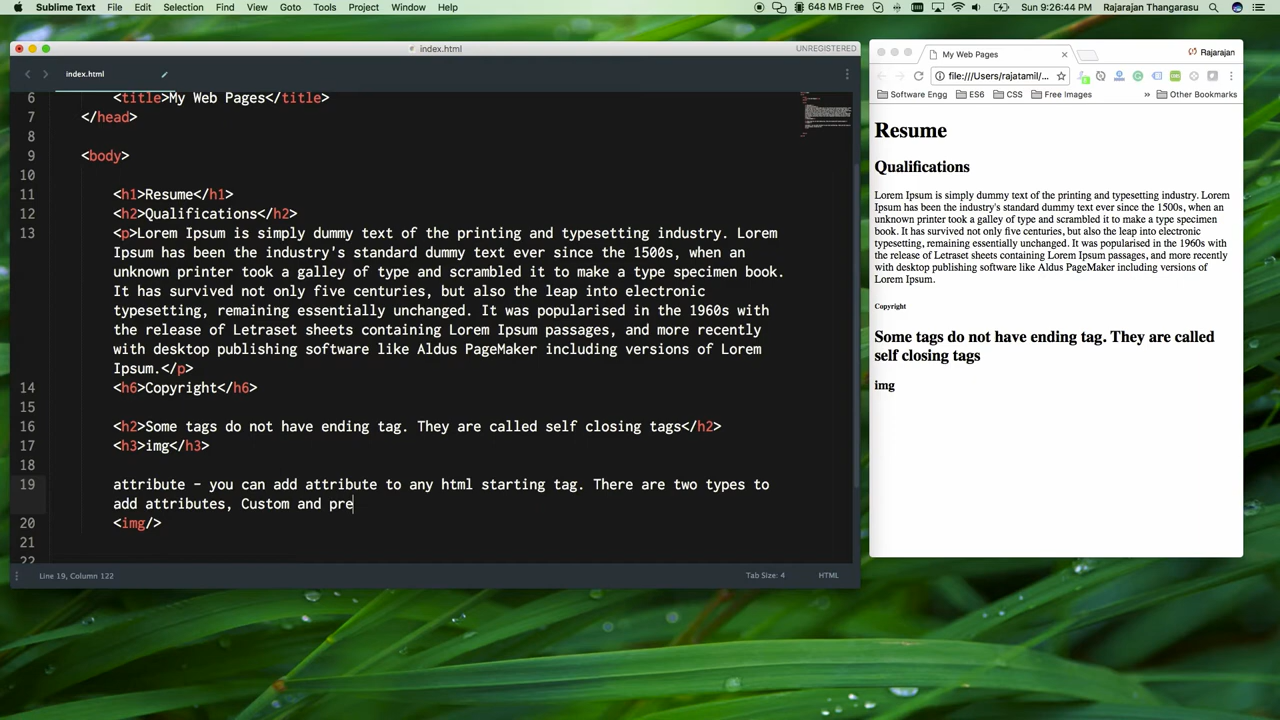 Sublime Text File Edit Selection Find View Goto Tools Project Window Help 648 MB Free Sun 9:26:44 PM Rajarajan Thangarasu
index.html UNREGISTERED
index.html
6 <title>My Web Pages</title>
7 </head>
8
9 <body>
10
11 <h1>Resume</h1>
12 <h2>Qualifications</h2>
13 <p>Lorem Ipsum is simply dummy text of the printing and typesetting industry. Lorem
Ipsum has been the industry's standard dummy text ever since the 1500s, when an
unknown printer took a galley of type and scrambled it to make a type specimen book.
It has survived not only five centuries, but also the leap into electronic
typesetting, remaining essentially unchanged. It was popularised in the 1960s with
the release of Letraset sheets containing Lorem Ipsum passages, and more recently
with desktop publishing software like Aldus PageMaker including versions of Lorem
Ipsum.</p>
14 <h6>Copyright</h6>
15
16 <h2>Some tags do not have ending tag. They are called self closing tags</h2>
17 <h3>img</h3>
18
19 attribute - you can add attribute to any html starting tag. There are two types to
add attributes, Custom and pre
20 <img/>
21
22
Line 19, Column 122 Tab Size: 4 HTML
My Web Pages Rajarajan
file:///Users/rajatamil/...
Software Engg ES6 CSS Free Images » Other Bookmarks
Resume
Qualifications
Lorem Ipsum is simply dummy text of the printing and typesetting industry. Lorem
Ipsum has been the industry's standard dummy text ever since the 1500s, when an
unknown printer took a galley of type and scrambled it to make a type specimen
book. It has survived not only five centuries, but also the leap into electronic
typesetting, remaining essentially unchanged. It was popularised in the 1960s with
the release of Letraset sheets containing Lorem Ipsum passages, and more recently
with desktop publishing software like Aldus PageMaker including versions of
Lorem Ipsum.
Copyright
Some tags do not have ending tag. They are called
self closing tags
img